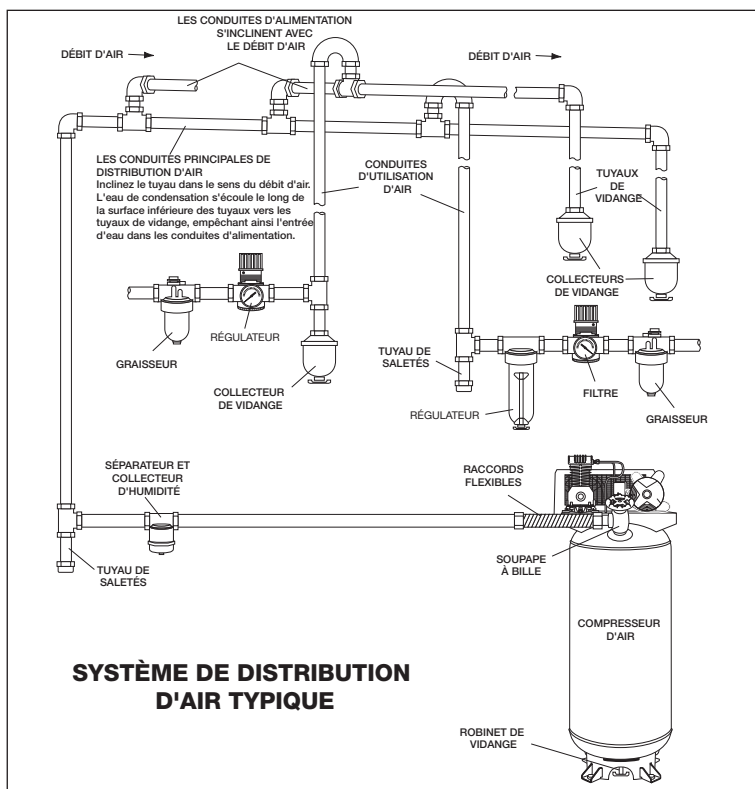 LES CONDUITES D'ALIMENTATION
S'INCLINENT AVEC
LE DÉBIT D'AIR
DÉBIT D'AIR
DÉBIT D'AIR
LES CONDUITES PRINCIPALES DE
DISTRIBUTION D'AIR
Inclinez le tuyau dans le sens du débit d'air.
L'eau de condensation s'écoule le long de
la surface inférieure des tuyaux vers les
tuyaux de vidange, empêchant ainsi l'entrée
d'eau dans les conduites d'alimentation.
CONDUITES
D'UTILISATION
D'AIR
TUYAUX
DE
VIDANGE
COLLECTEURS
DE VIDANGE
RÉGULATEUR
GRAISSEUR
COLLECTEUR
DE VIDANGE
TUYAU DE
SALETÉS
RÉGULATEUR
FILTRE
GRAISSEUR
SÉPARATEUR ET
COLLECTEUR
D'HUMIDITÉ
RACCORDS
FLEXIBLES
TUYAU DE
SALETÉS
SOUPAPE
À BILLE
COMPRESSEUR
D'AIR
SYSTÈME DE DISTRIBUTION
D'AIR TYPIQUE
ROBINET DE
VIDANGE